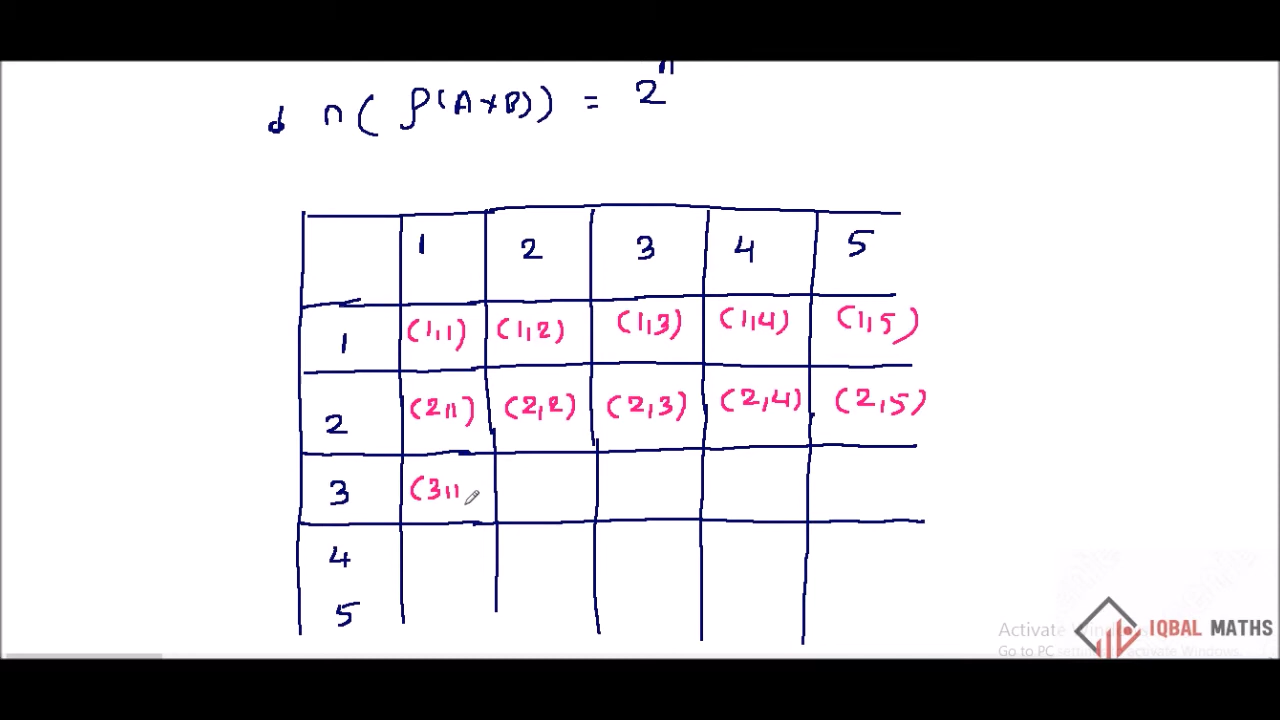 n(P(A×B)) = 2^n
1 2 3 4 5
1 (1,1) (1,2) (1,3) (1,4) (1,5)
2 (2,1) (2,2) (2,3) (2,4) (2,5)
3 (3,1
4
5
Activate Win
Go to PC settings to activate Windows.
IQBAL MATHS